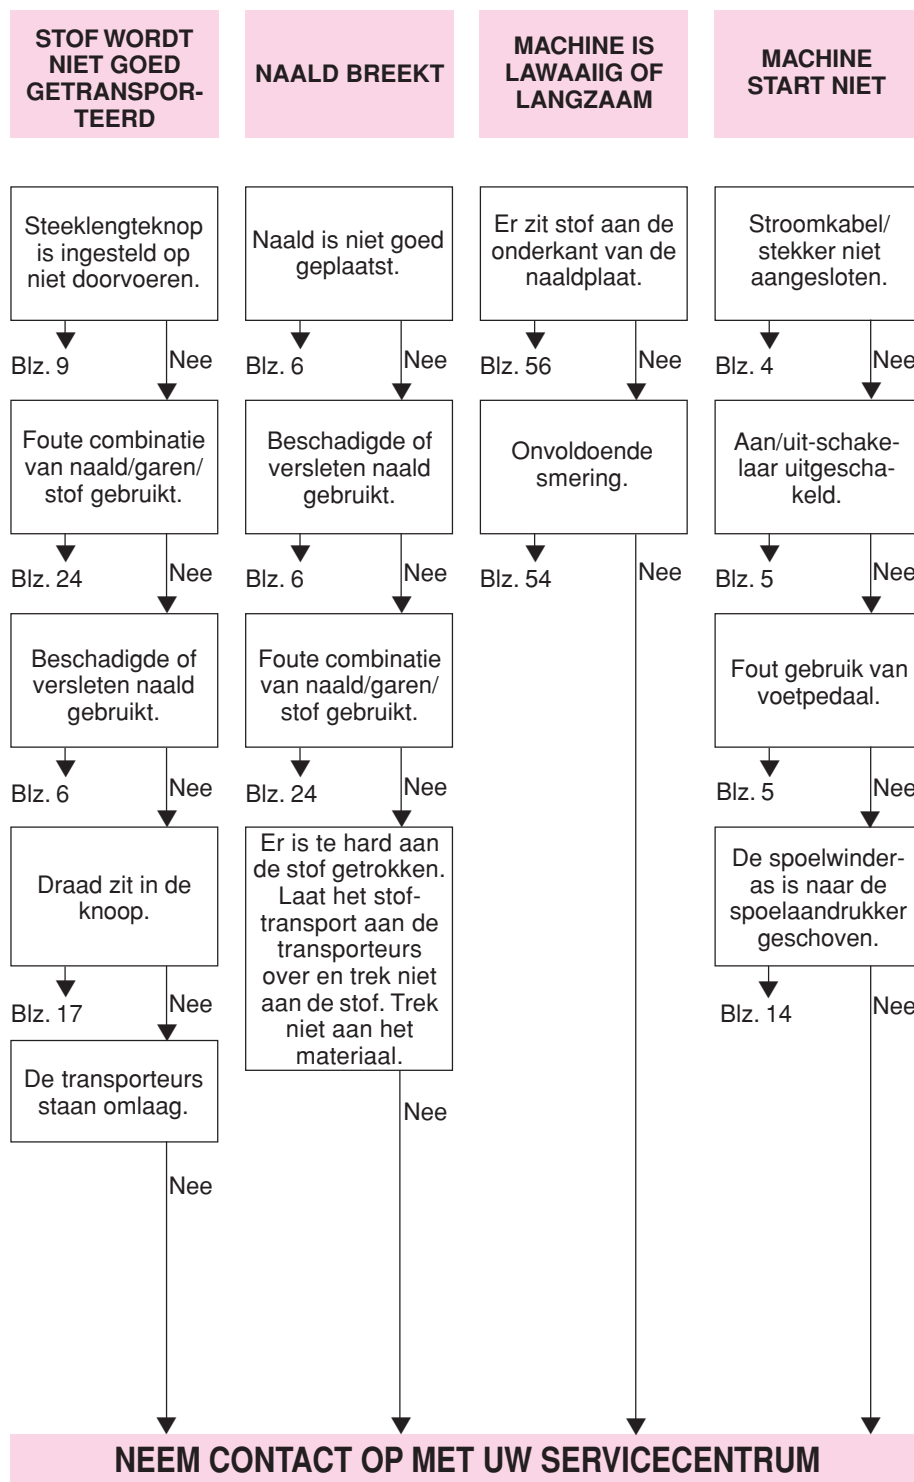 STOF WORDT
NIET GOED
GETRANSPOR-
TEERD
Steeklengteknop
is ingesteld op
niet doorvoeren.
Blz. 9
Nee
Foute combinatie
van naald/garen/
stof gebruikt.
Blz. 24
Nee
Beschadigde of
versleten naald
gebruikt.
Blz. 6
Nee
Draad zit in de
knoop.
Blz. 17
Nee
De transporteurs
staan omlaag.
Nee
NAALD BREEKT
Naald is niet goed
geplaatst.
Blz. 6
Nee
Beschadigde of
versleten naald
gebruikt.
Blz. 6
Nee
Foute combinatie
van naald/garen/
stof gebruikt.
Blz. 24
Nee
Er is te hard aan
de stof getrokken.
Laat het stof-
transport aan de
transporteurs
over en trek niet
aan de stof. Trek
niet aan het
materiaal.
Nee
MACHINE IS
LAWAAIIG OF
LANGZAAM
Er zit stof aan de
onderkant van de
naaldplaat.
Blz. 56
Nee
Onvoldoende
smering.
Blz. 54
Nee
MACHINE
START NIET
Stroomkabel/
stekker niet
aangesloten.
Blz. 4
Nee
Aan/uit-schake-
laar uitgescha-
keld.
Blz. 5
Nee
Fout gebruik van
voetpedaal.
Blz. 5
Nee
De spoelwinder-
as is naar de
spoelaandrukker
geschoven.
Blz. 14
Nee
NEEM CONTACT OP MET UW SERVICECENTRUM